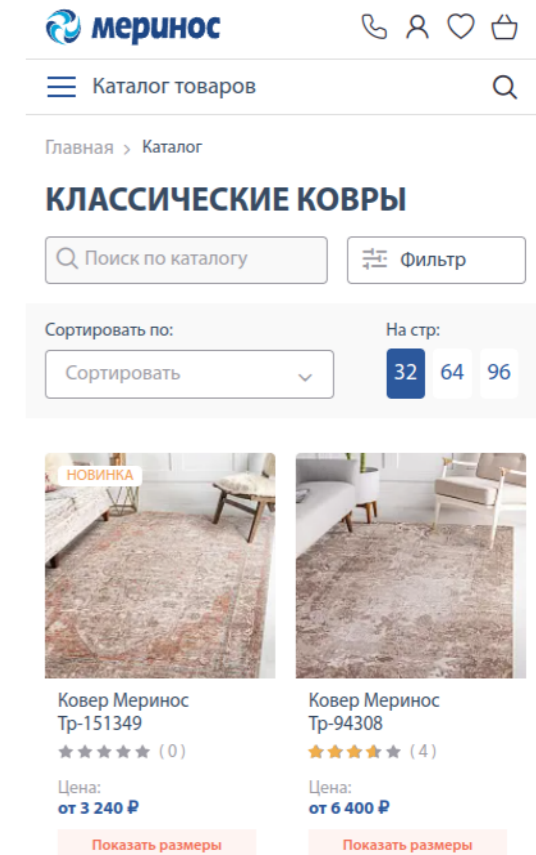 меринос
Каталог товаров
Главная > Каталог
КЛАССИЧЕСКИЕ КОВРЫ
Поиск по каталогу
Фильтр
Сортировать по:
На стр:
Сортировать
32 64 96
НОВИНКА
Ковер Меринос
Тр-151349
(0)
Цена:
от 3 240 ₽
Показать размеры
Ковер Меринос
Тр-94308
(4)
Цена:
от 6 400 ₽
Показать размеры